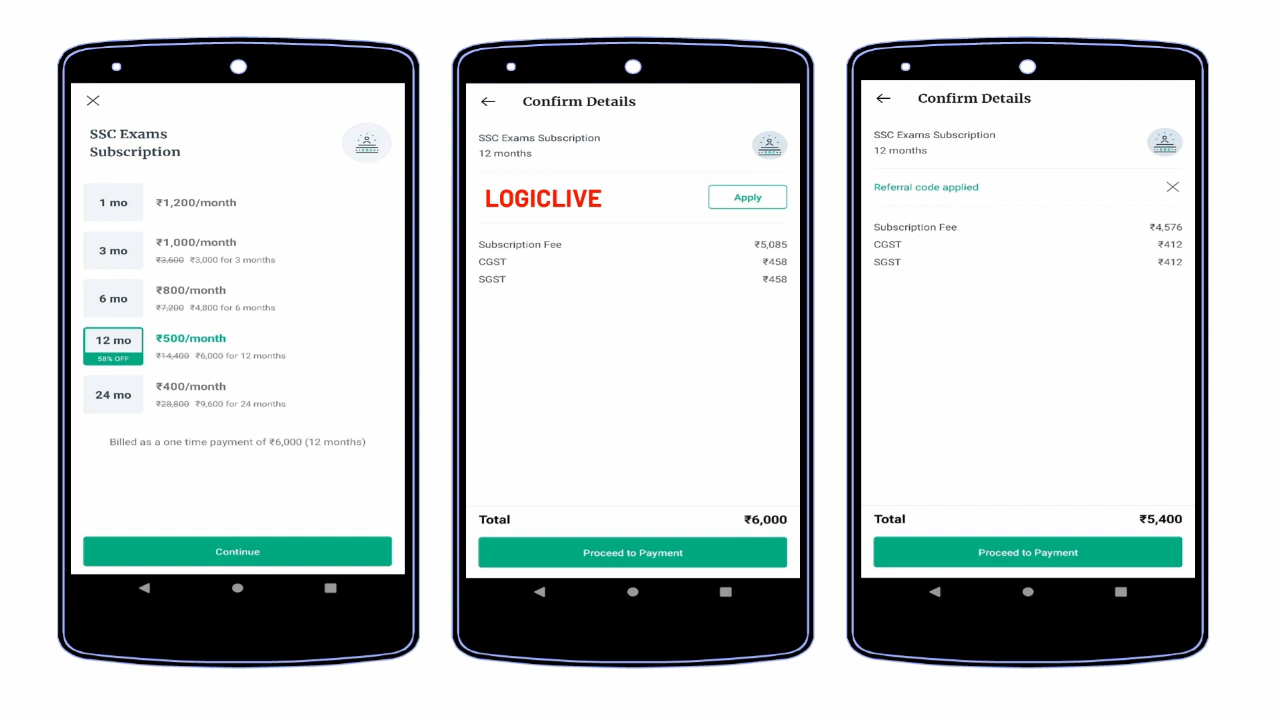 SSC Exams
Subscription
1 mo ₹1,200/month
3 mo ₹1,000/month
₹3,600 ₹3,000 for 3 months
6 mo ₹800/month
₹7,200 ₹4,800 for 6 months
12 mo ₹500/month
58% OFF ₹14,400 ₹6,000 for 12 months
24 mo ₹400/month
₹28,800 ₹9,600 for 24 months
Billed as a one time payment of ₹6,000 (12 months)
Continue
Confirm Details
SSC Exams Subscription
12 months
LOGICLIVE Apply
Subscription Fee ₹5,085
CGST ₹458
SGST ₹458
Total ₹6,000
Proceed to Payment
Confirm Details
SSC Exams Subscription
12 months
Referral code applied
Subscription Fee ₹4,576
CGST ₹412
SGST ₹412
Total ₹5,400
Proceed to Payment